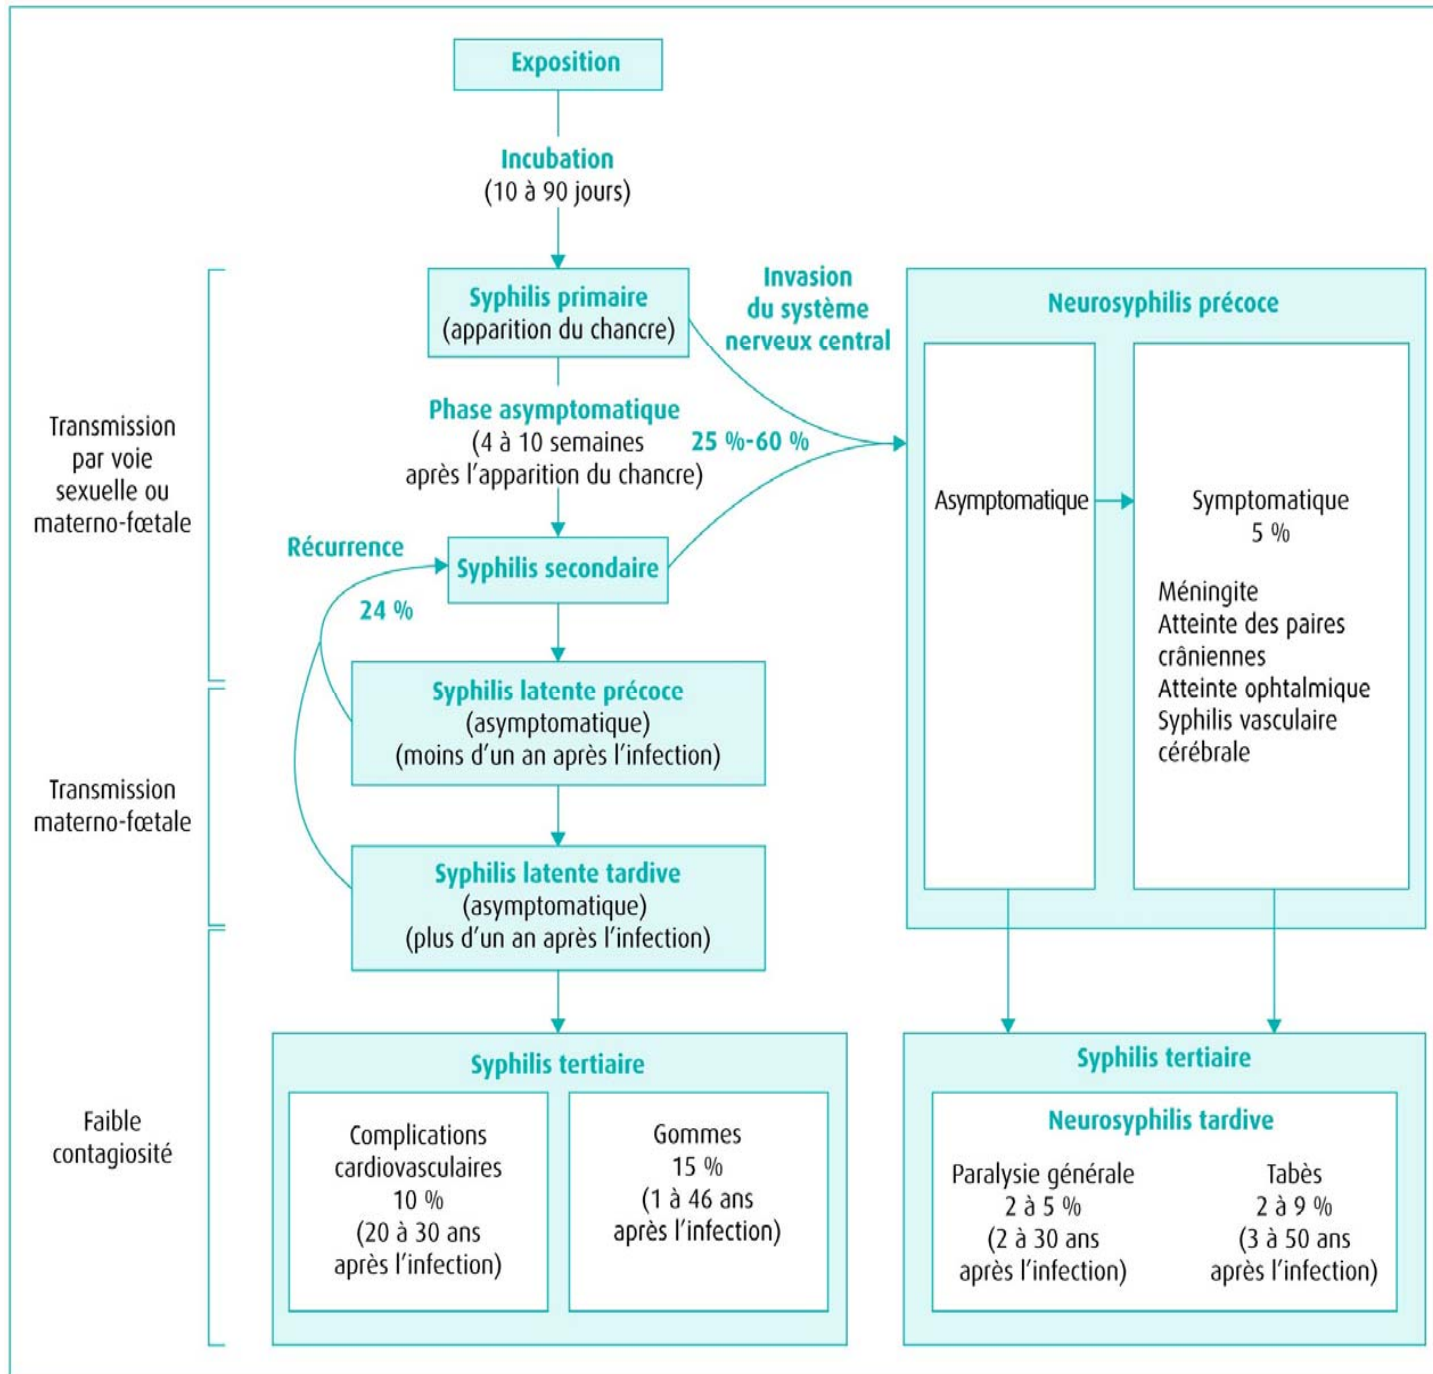 Exposition
Incubation
(10 à 90 jours)
Syphilis primaire
(apparition du chancre)
Invasion
du système
nerveux central
Phase asymptomatique
(4 à 10 semaines
après l'apparition du chancre)
25 %-60 %
Récurrence
24 %
Syphilis secondaire
Syphilis latente précoce
(asymptomatique)
(moins d'un an après l'infection)
Syphilis latente tardive
(asymptomatique)
(plus d'un an après l'infection)
Transmission
par voie
sexuelle ou
materno-fœtale
Transmission
materno-fœtale
Faible
contagiosité
Neurosyphilis précoce
Asymptomatique
Symptomatique
5 %
Méningite
Atteinte des paires
crâniennes
Atteinte ophtalmique
Syphilis vasculaire
cérébrale
Syphilis tertiaire
Complications
cardiovasculaires
10 %
(20 à 30 ans
après l'infection)
Gommes
15 %
(1 à 46 ans
après l'infection)
Syphilis tertiaire
Neurosyphilis tardive
Paralysie générale
2 à 5 %
(2 à 30 ans
après l'infection)
Tabès
2 à 9 %
(3 à 50 ans
après l'infection)